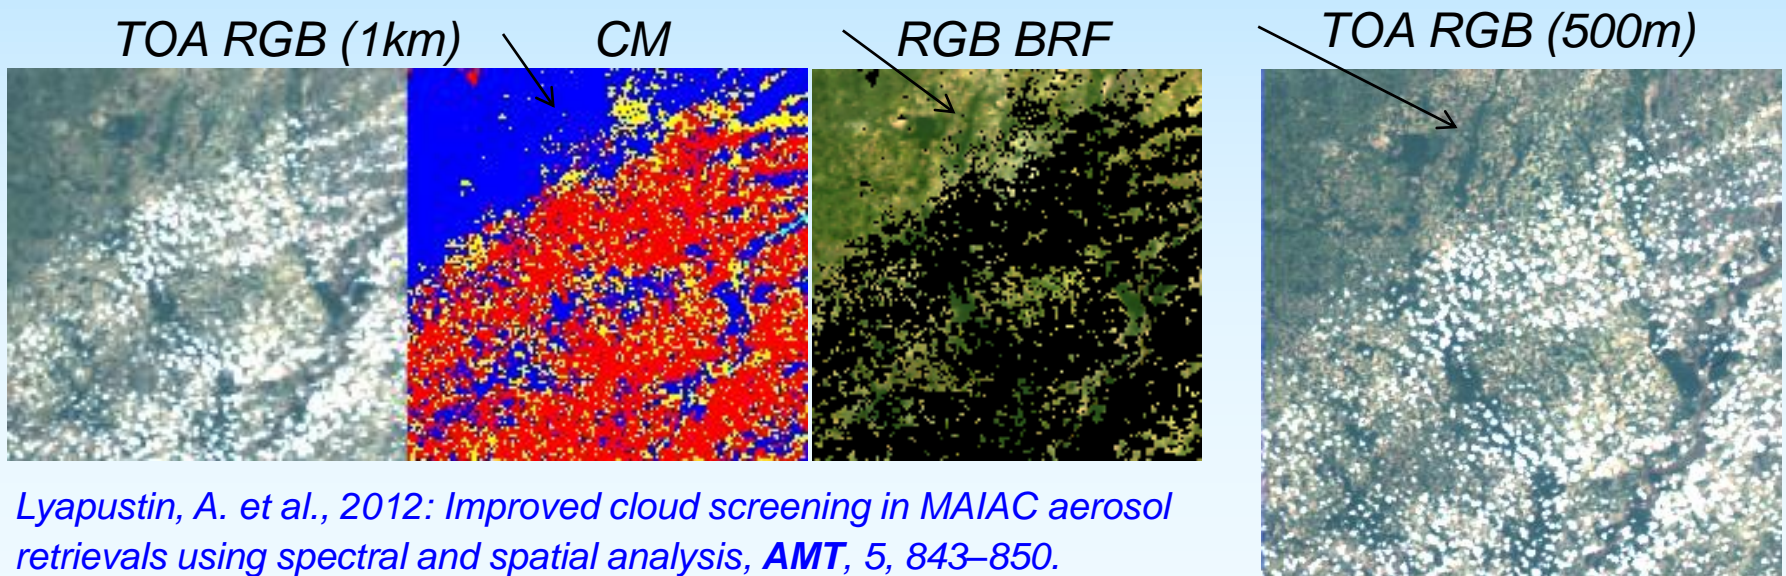 TOA RGB (1km)
CM
RGB BRF
TOA RGB (500m)
Lyapustin, A. et al., 2012: Improved cloud screening in MAIAC aerosol
retrievals using spectral and spatial analysis, AMT, 5, 843–850.